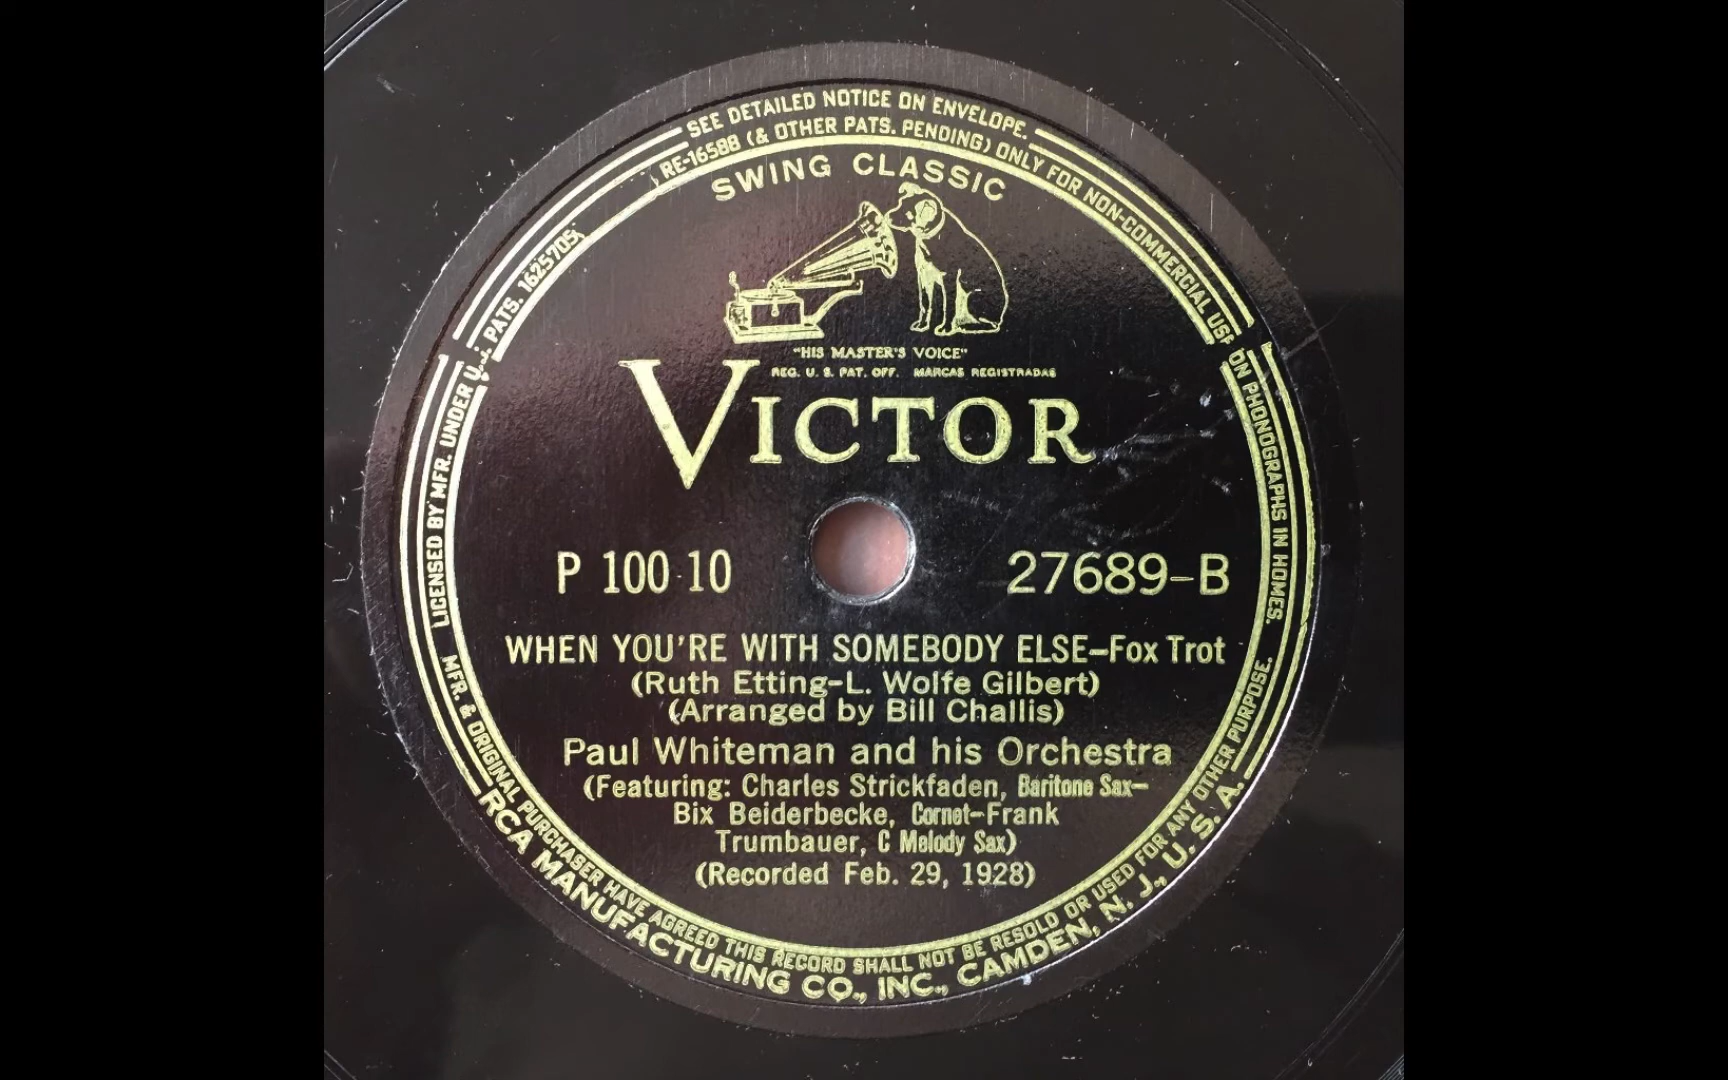 SEE DETAILED NOTICE ON ENVELOPE.
LICENSED BY MFR. UNDER U.S. PATS. 1625705, RE-16588 (& OTHER PATS. PENDING) ONLY FOR NON-COMMERCIAL USE ON PHONOGRAPHS IN HOMES.
SWING CLASSIC
"HIS MASTER'S VOICE"
REG. U. S. PAT. OFF. MARCAS REGISTRADAS
VICTOR
P 100-10
27689-B
WHEN YOU'RE WITH SOMEBODY ELSE-Fox Trot
(Ruth Etting-L. Wolfe Gilbert)
(Arranged by Bill Challis)
Paul Whiteman and his Orchestra
(Featuring: Charles Strickfaden, Baritone Sax-
Bix Beiderbecke, Cornet-Frank
Trumbauer, C Melody Sax)
(Recorded Feb. 29, 1928)
MFR. & ORIGINAL PURCHASER HAVE AGREED THIS RECORD SHALL NOT BE RESOLD OR USED FOR ANY OTHER PURPOSE.
RCA MANUFACTURING CO., INC., CAMDEN, N. J., U. S. A.